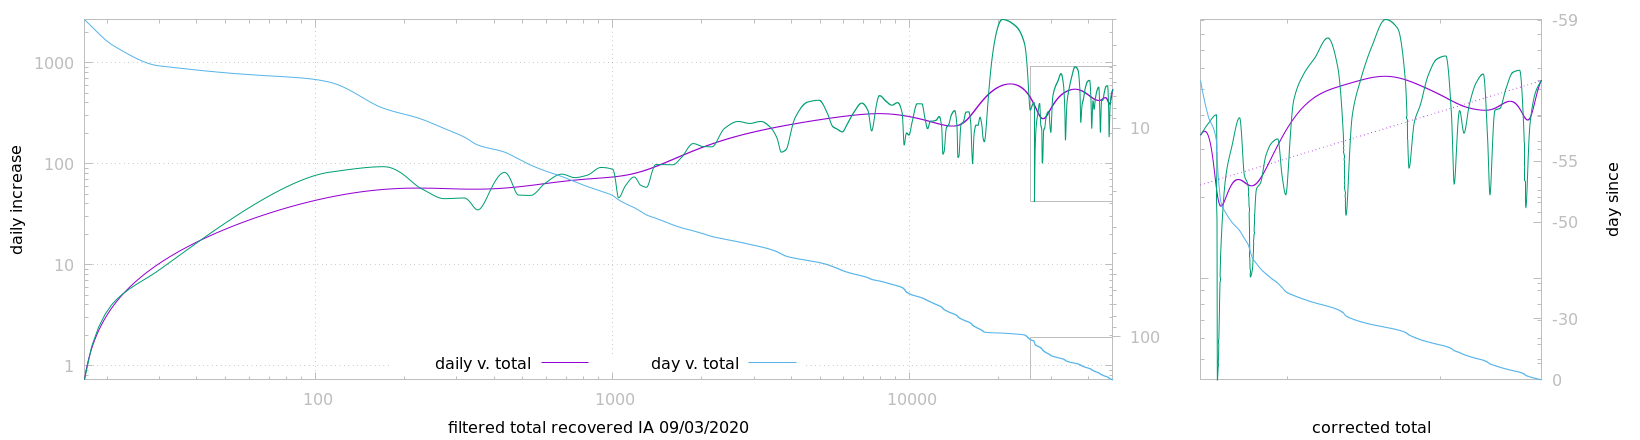 daily increase
1000
100
10
1
daily v. total
day v. total
100
1000
10000
filtered total recovered IA 09/03/2020
10
100
-59
-55
-50
-30
0
day since
corrected total